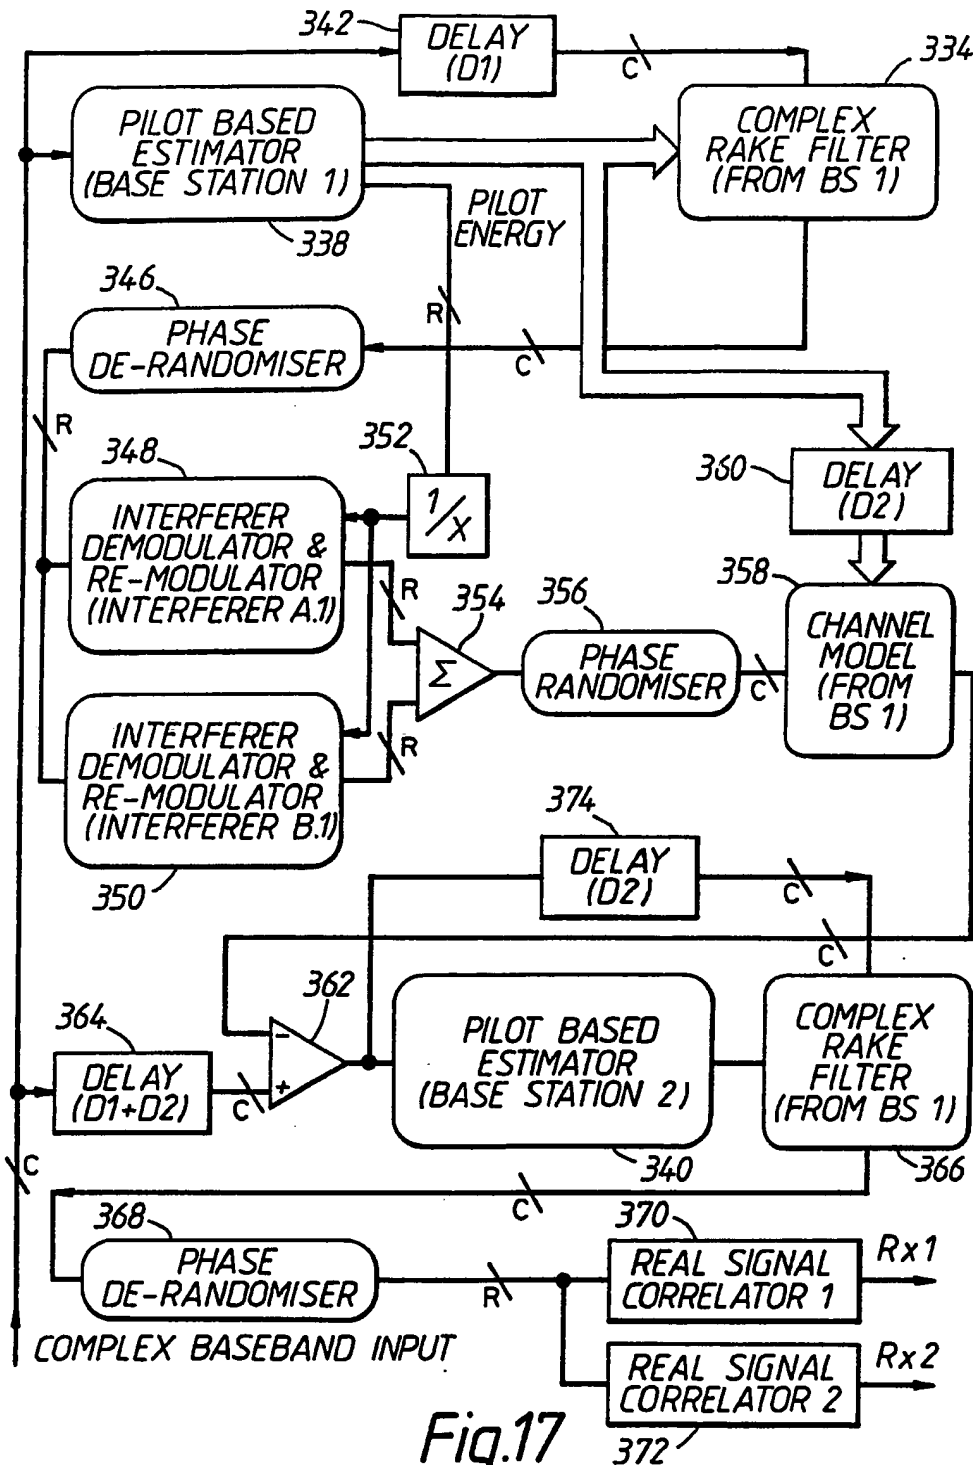 342
DELAY
(D1)
C
334
PILOT BASED
ESTIMATOR
(BASE STATION 1)
338
COMPLEX
RAKE FILTER
(FROM BS 1)
PILOT
ENERGY
346
R
C
PHASE
DE-RANDOMISER
R
352
1/X
348
INTERFERER
DEMODULATOR &
RE-MODULATOR
(INTERFERER A.1)
360
DELAY
(D2)
R
354
Σ
356
PHASE
RANDOMISER
C
358
CHANNEL
MODEL
(FROM
BS 1)
INTERFERER
DEMODULATOR &
RE-MODULATOR
(INTERFERER B.1)
R
350
374
DELAY
(D2)
C
C
362
-
+
364
DELAY
(D1+D2)
C
PILOT BASED
ESTIMATOR
(BASE STATION 2)
340
COMPLEX
RAKE
FILTER
(FROM BS 1)
366
C
C
368
PHASE
DE-RANDOMISER
R
370
REAL SIGNAL
CORRELATOR 1
Rx1
COMPLEX BASEBAND INPUT
REAL SIGNAL
CORRELATOR 2
Rx2
372
Fig.17